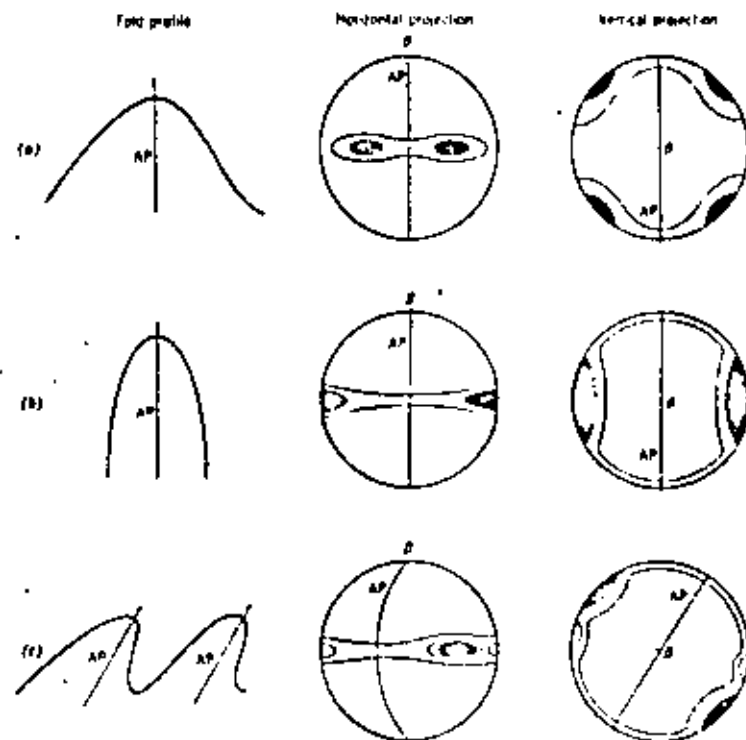 Fold profile Horizontal projection Vertical projection
β
AP
(a) AP β
AP
β
AP
(b) AP β
AP
β
AP AP
(c) AP AP β